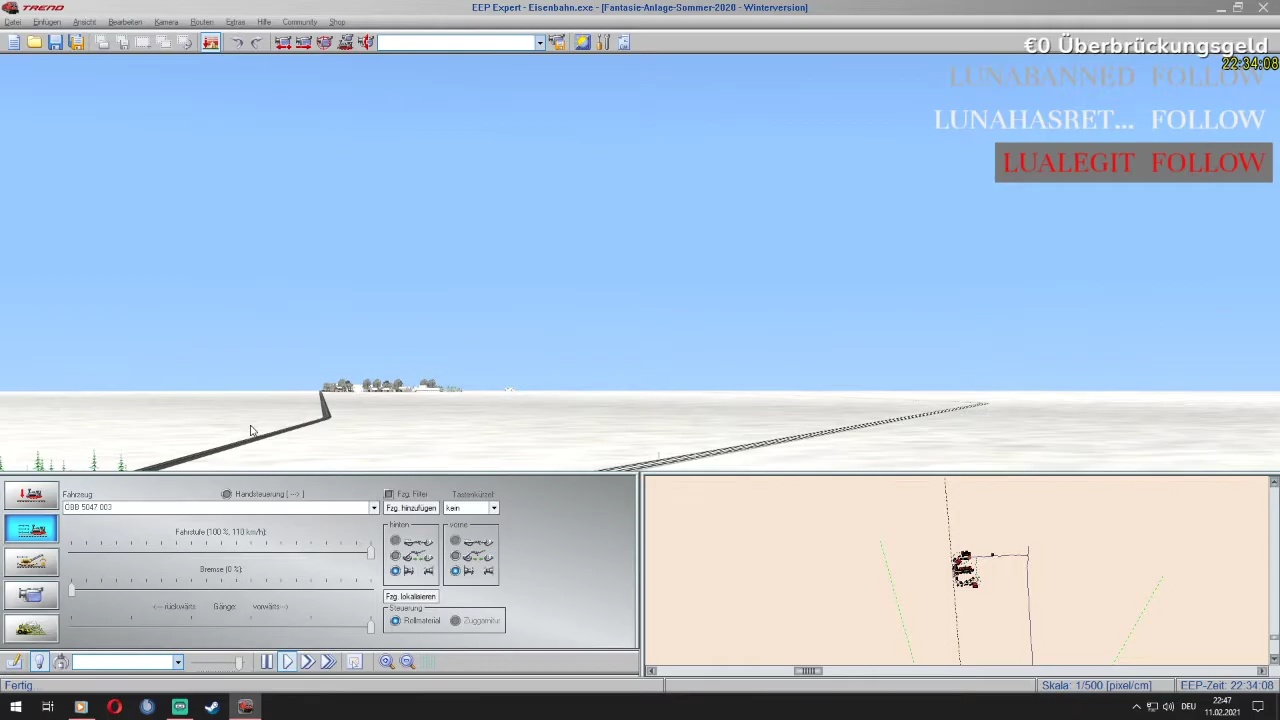 TREND
EEP Expert - Eisenbahn.exe - [Fantasie-Anlage-Sommer-2020 - Winterversion]
Datei Einfügen Ansicht Bearbeiten Kamera Routen Extras Hilfe Community Shop
€0 Überbrückungsgeld
22:34:08
LUNABANNED FOLLOW
LUNAHASRET... FOLLOW
LUALEGIT FOLLOW
Fahrzeug
Handsteuerung [ --> ]
Fzg. Filter
Tastenkürzel
ÖBB 5047 003
Fzg. hinzufügen
kein
Fahrstufe (100 %, 110 km/h):
hinten
vorne
Bremse (0 %):
<--- rückwärts Gänge: vorwärts--->
Fzg. lokalisieren
Steuerung
Rollmaterial
Zuggarnitur
Fertig
Skala: 1/500 [pixel/cm]
EEP-Zeit: 22:34:08
DEU
22:47
11.02.2021